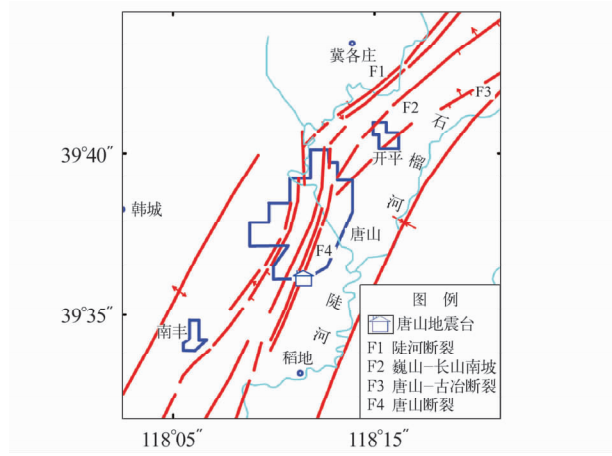 冀各庄
F1
F2
F3
石
榴
河
开平
39°40″
韩城
唐山
F4
39°35″
陡
河
南丰
稻地
图 例
唐山地震台
F1 陡河断裂
F2 巍山-长山南坡
F3 唐山-古冶断裂
F4 唐山断裂
118°05″
118°15″